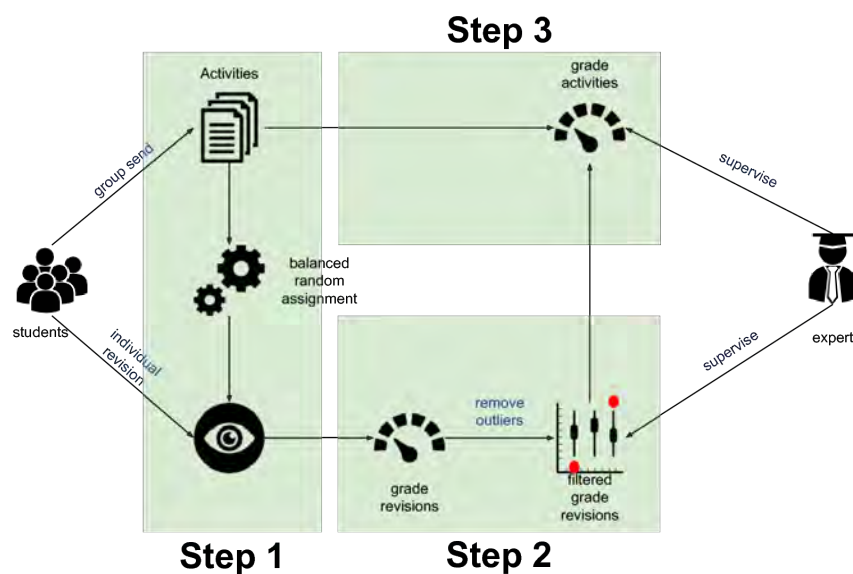 Step 3
Activities
grade
activities
group send
supervise
balanced
random
assignment
students
expert
individual
revision
supervise
remove
outliers
grade
revisions
filtered
grade
revisions
Step 1
Step 2